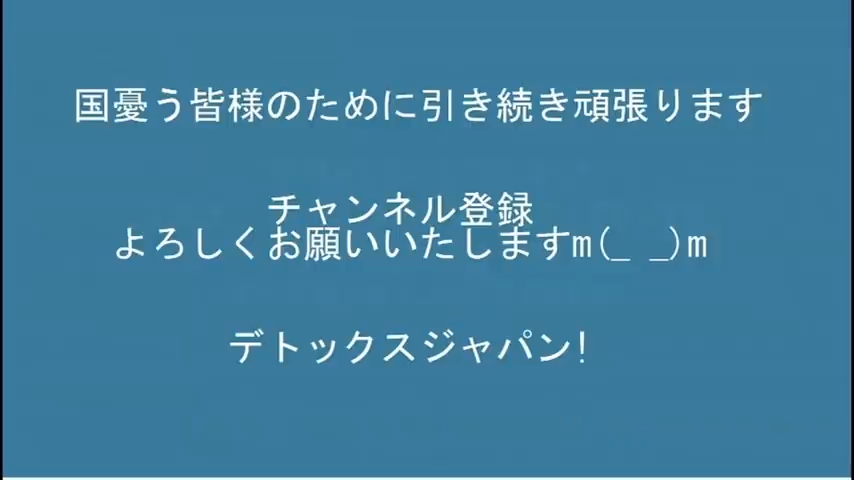 国憂う皆様のために引き続き頑張ります
チャンネル登録
よろしくお願いいたしますm(_ _)m
デトックスジャパン!